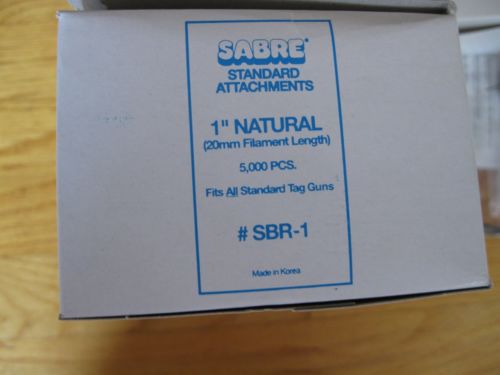 SABRE®
STANDARD
ATTACHMENTS
1" NATURAL
(20mm Filament Length)
5,000 PCS.
Fits All Standard Tag Guns
# SBR-1
Made in Korea